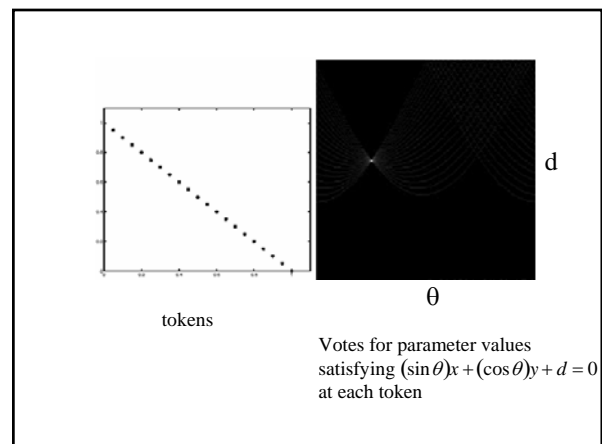 d
θ
tokens
Votes for parameter values
satisfying (sin θ)x + (cos θ)y + d = 0
at each token